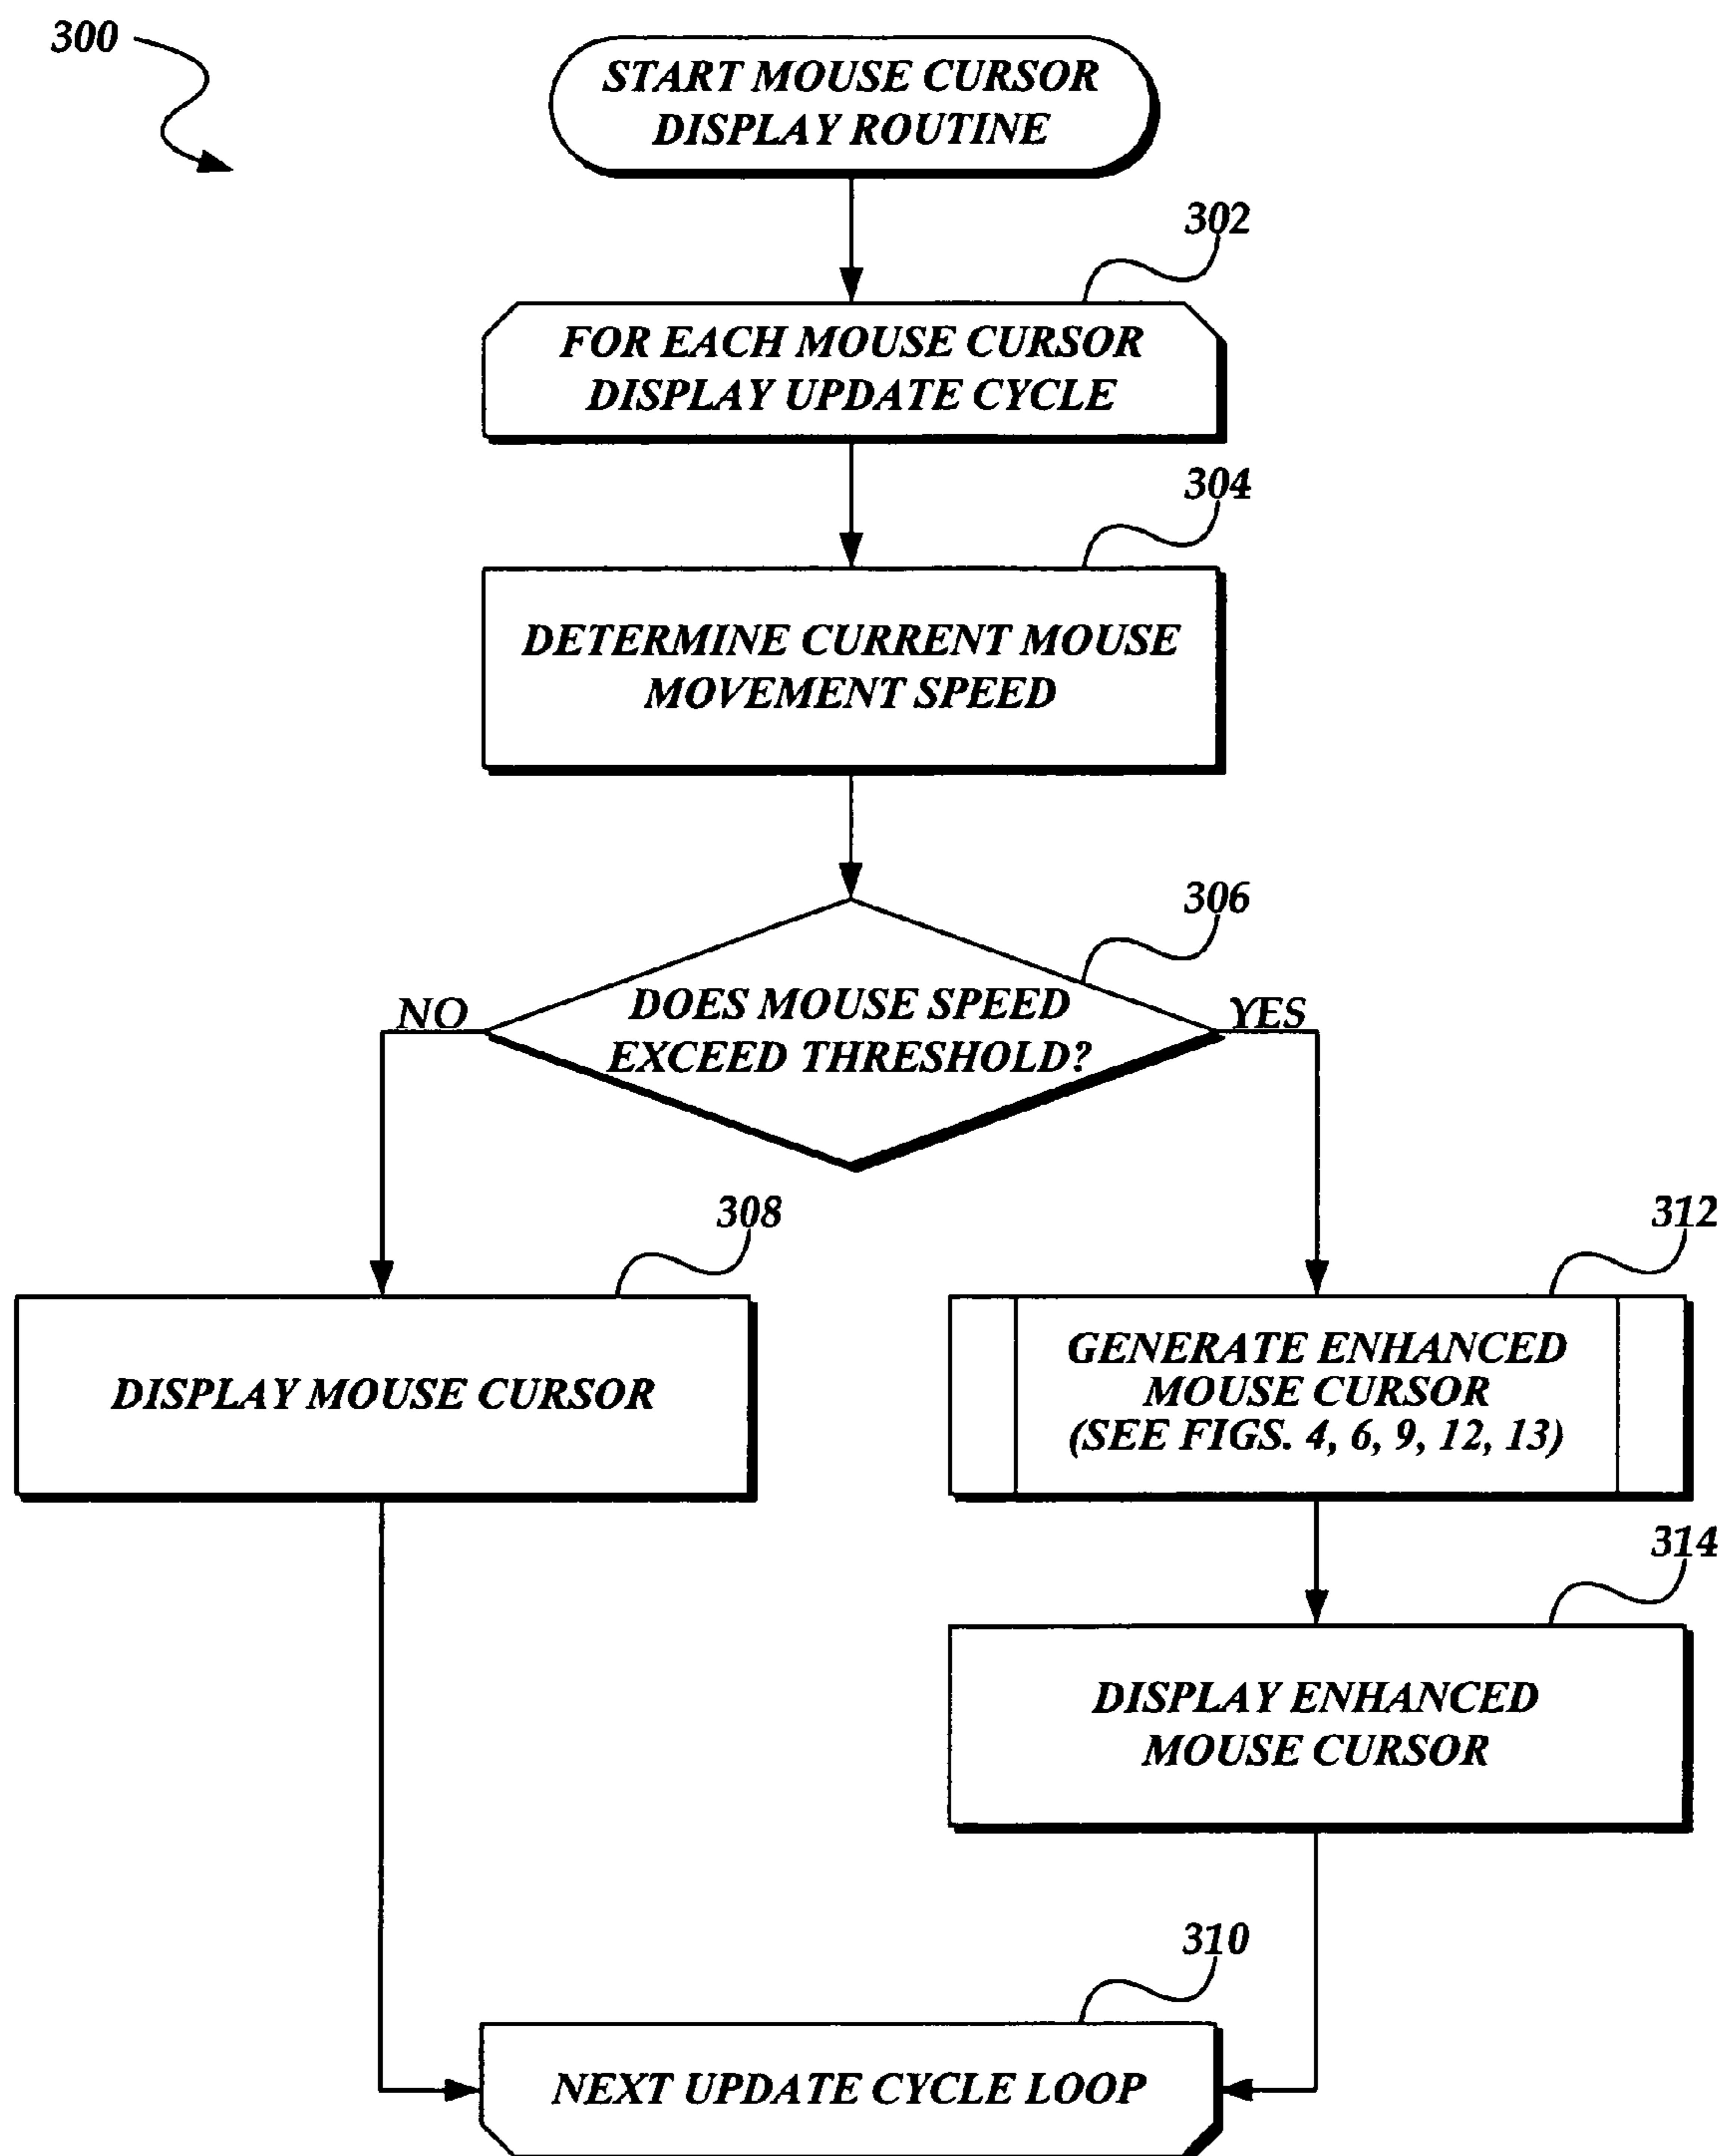 300
START MOUSE CURSOR
DISPLAY ROUTINE
302
FOR EACH MOUSE CURSOR
DISPLAY UPDATE CYCLE
304
DETERMINE CURRENT MOUSE
MOVEMENT SPEED
306
NO
DOES MOUSE SPEED
EXCEED THRESHOLD?
YES
308
DISPLAY MOUSE CURSOR
312
GENERATE ENHANCED
MOUSE CURSOR
(SEE FIGS. 4, 6, 9, 12, 13)
314
DISPLAY ENHANCED
MOUSE CURSOR
310
NEXT UPDATE CYCLE LOOP